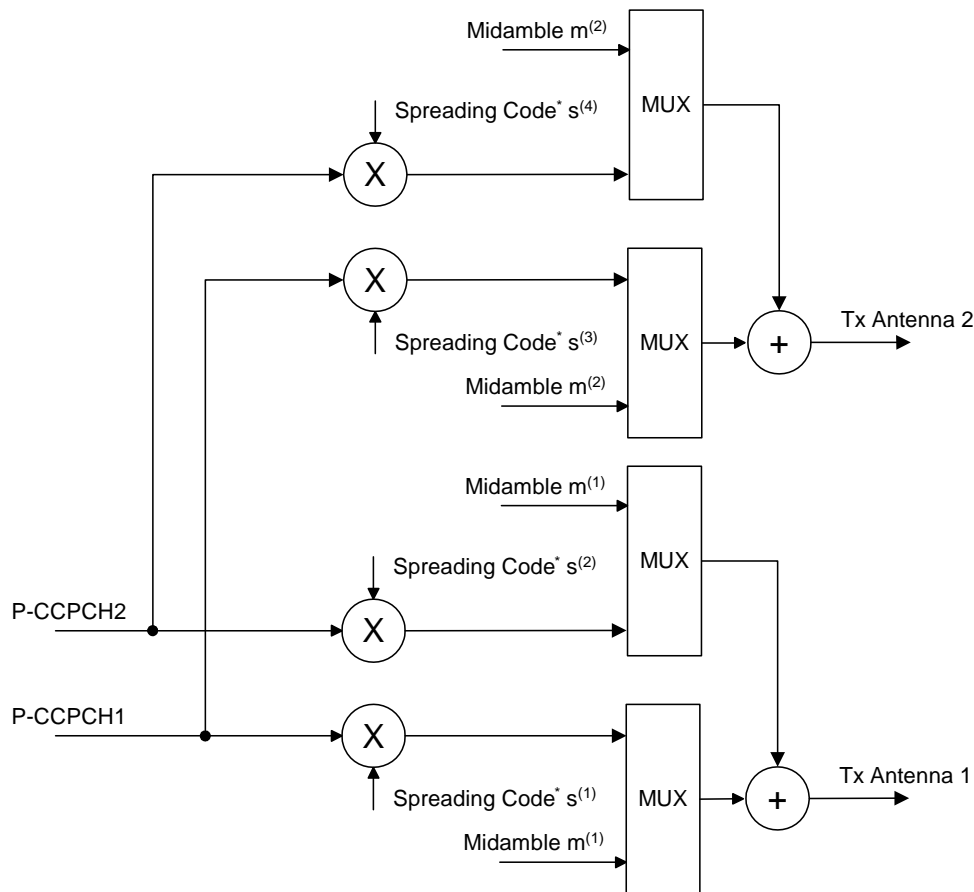 Midamble m(2)
MUX
Spreading Code* s(4)
X
X
Tx Antenna 2
Spreading Code* s(3)
MUX
+
Midamble m(2)
Midamble m(1)
MUX
Spreading Code* s(2)
P-CCPCH2
X
P-CCPCH1
X
Tx Antenna 1
Spreading Code* s(1)
MUX
+
Midamble m(1)